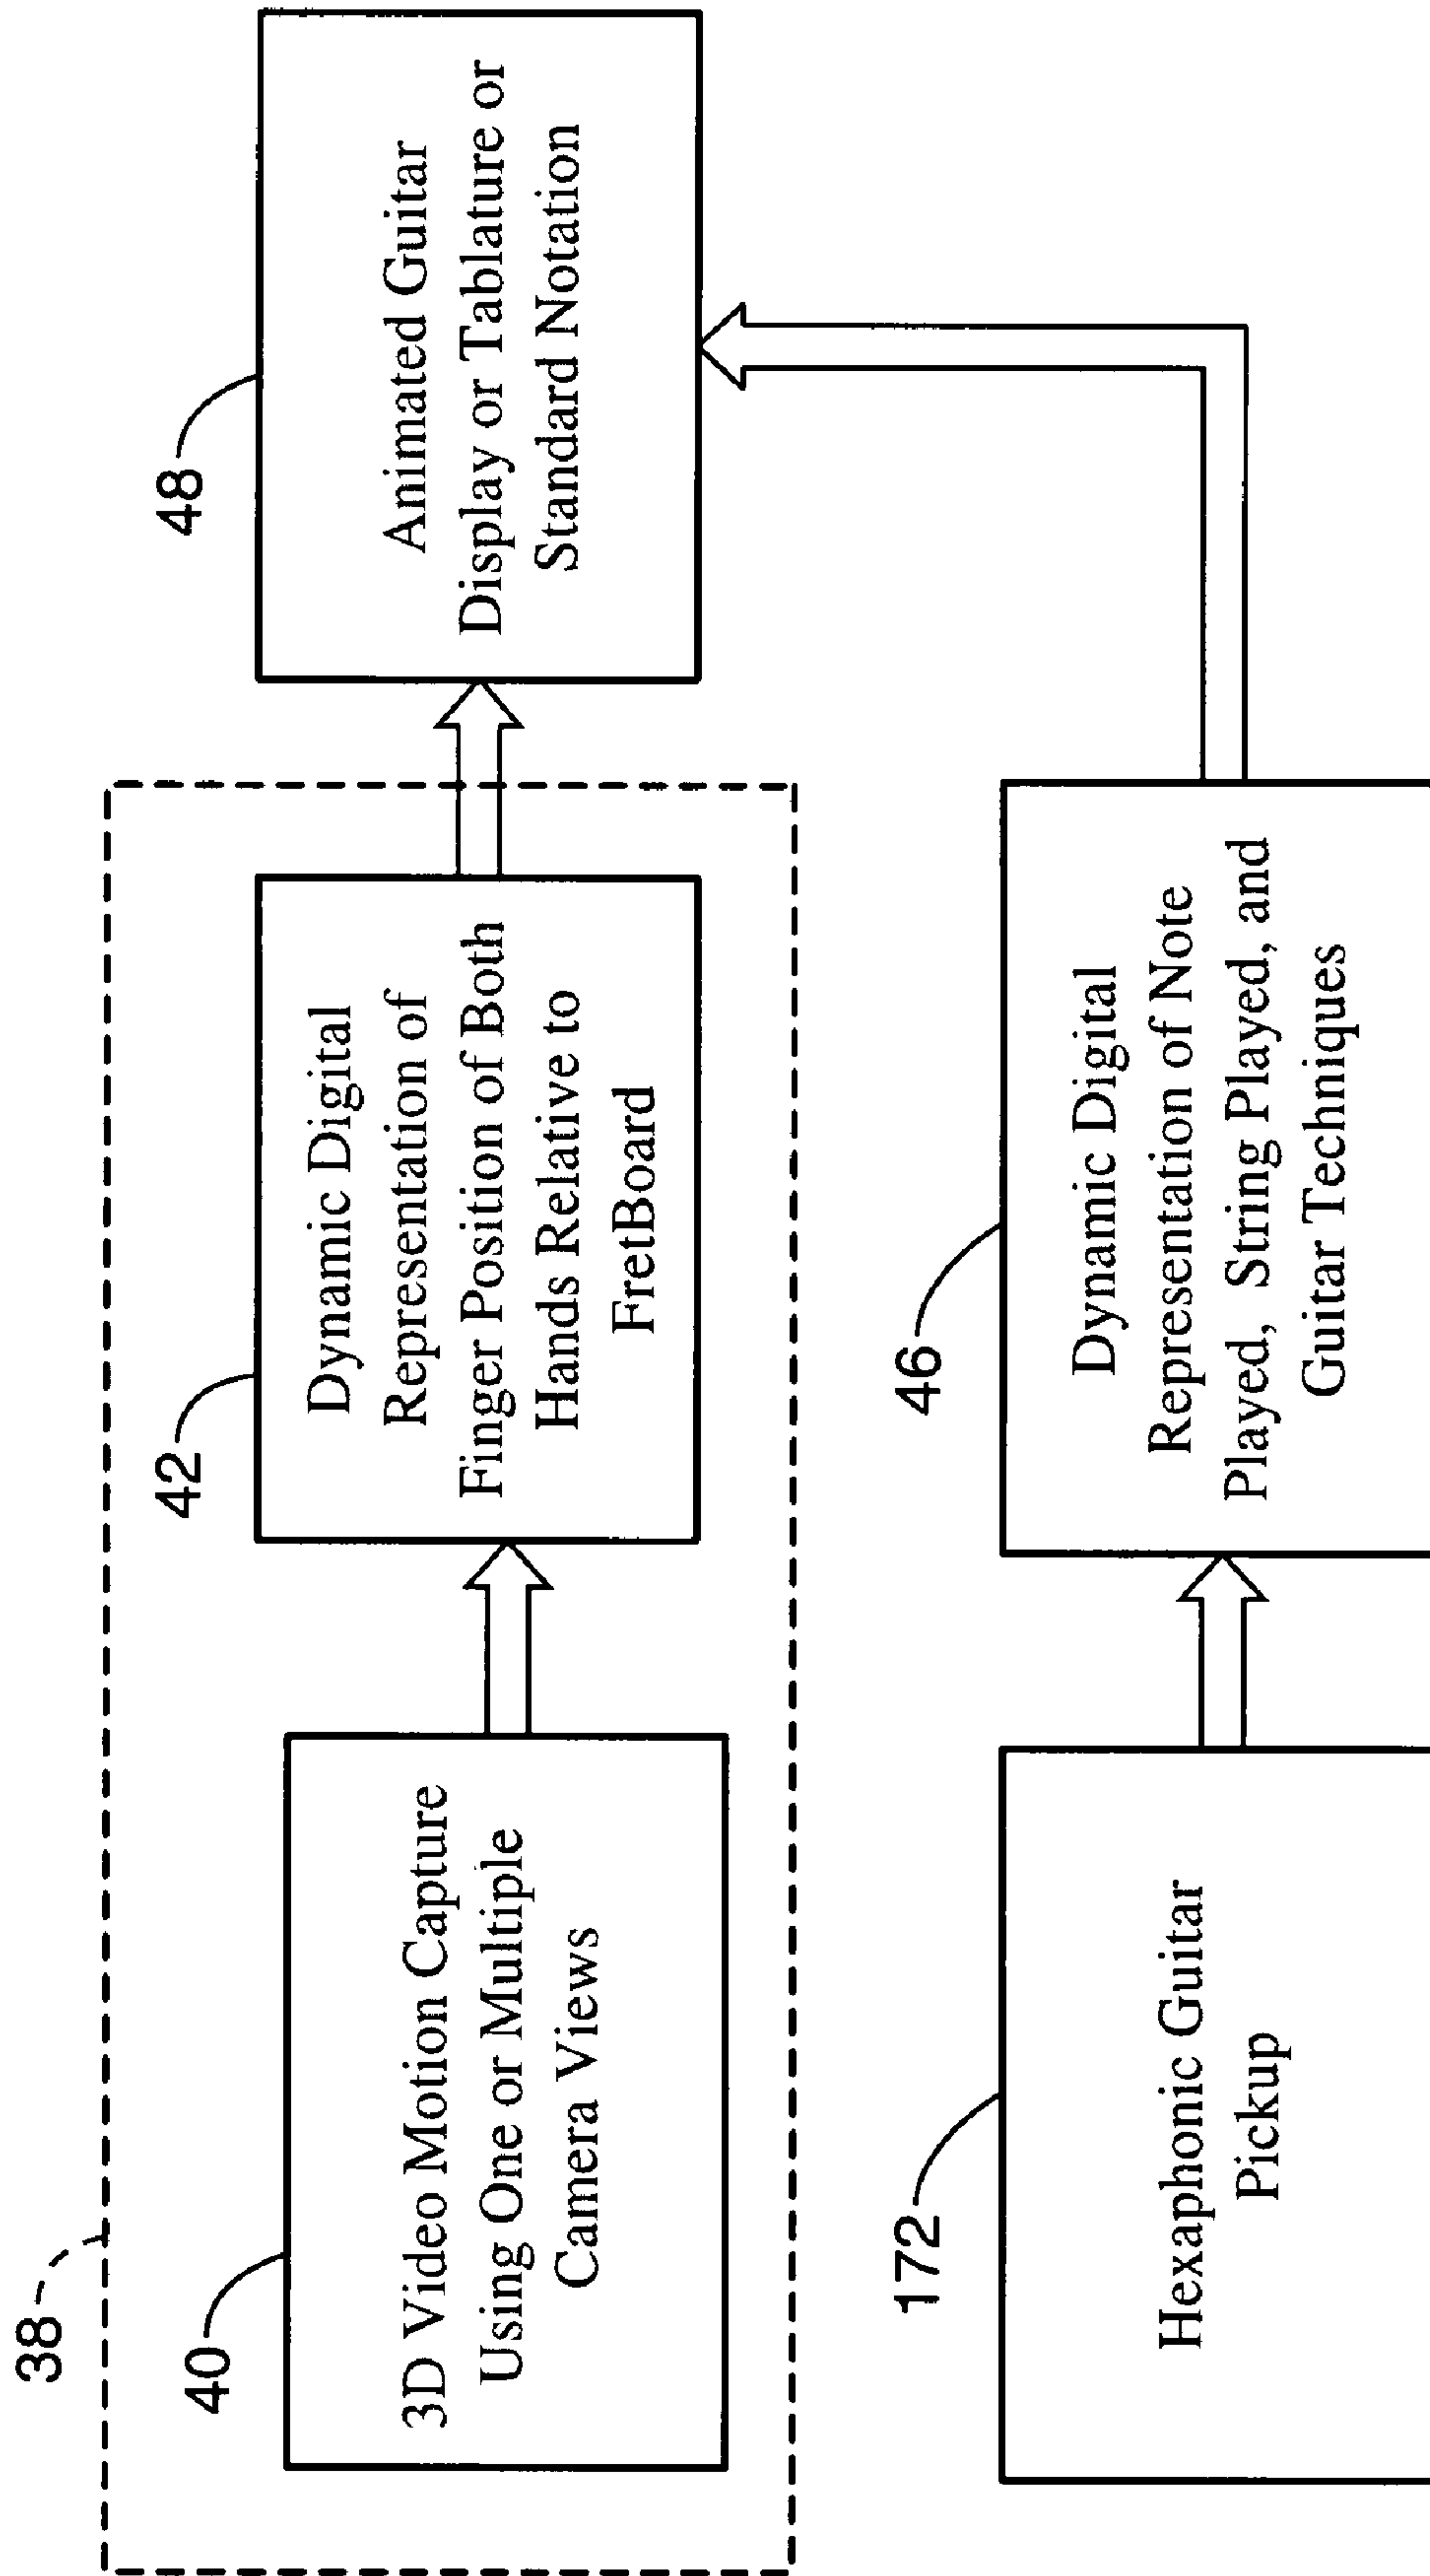 38
40
3D Video Motion Capture
Using One or Multiple
Camera Views
42
Dynamic Digital
Representation of
Finger Position of Both
Hands Relative to
FretBoard
48
Animated Guitar
Display or Tablature or
Standard Notation
172
Hexaphonic Guitar
Pickup
46
Dynamic Digital
Representation of Note
Played, String Played, and
Guitar Techniques